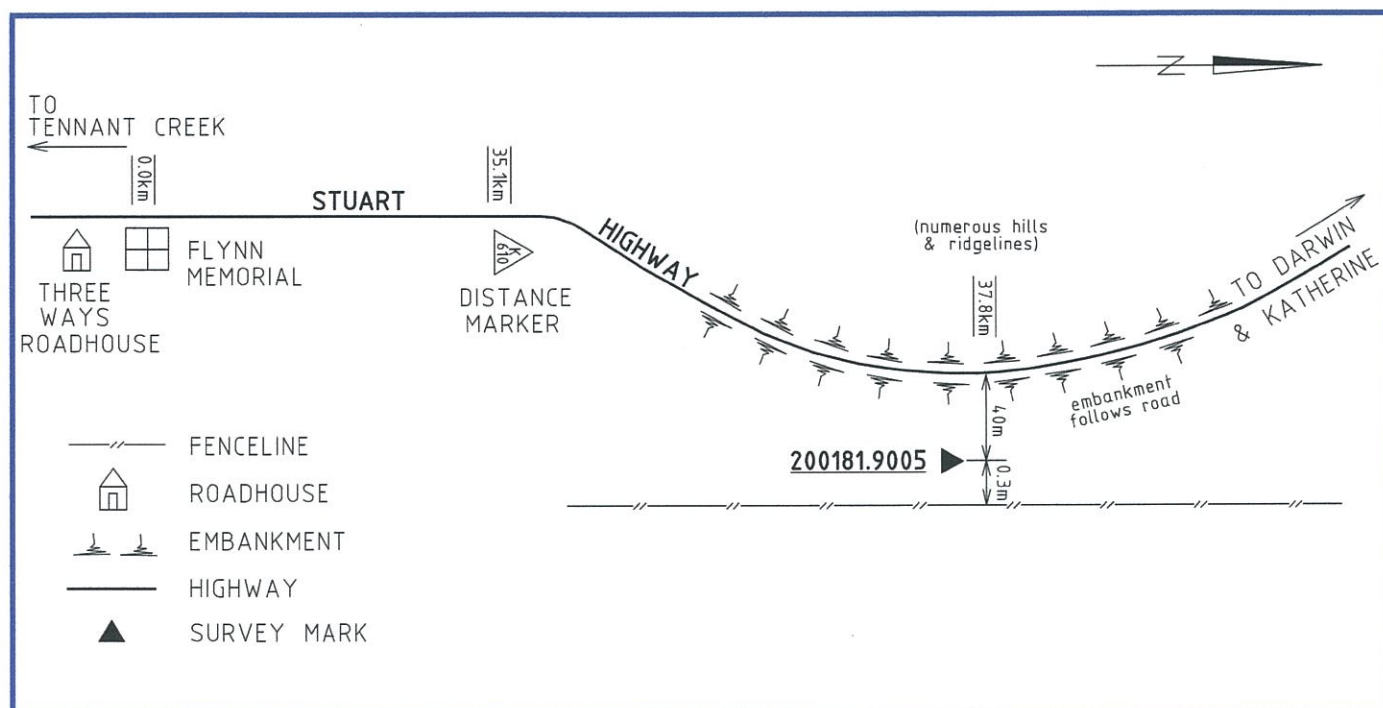 N
TO
TENNANT CREEK
0.0km
35.1km
STUART
HIGHWAY
(numerous hills
& ridgelines)
37.8km
TO DARWIN
& KATHERINE
THREE
WAYS
ROADHOUSE
FLYNN
MEMORIAL
K
610
DISTANCE
MARKER
embankment
follows road
40m
200181.9005
0.3m
FENCELINE
ROADHOUSE
EMBANKMENT
HIGHWAY
SURVEY MARK